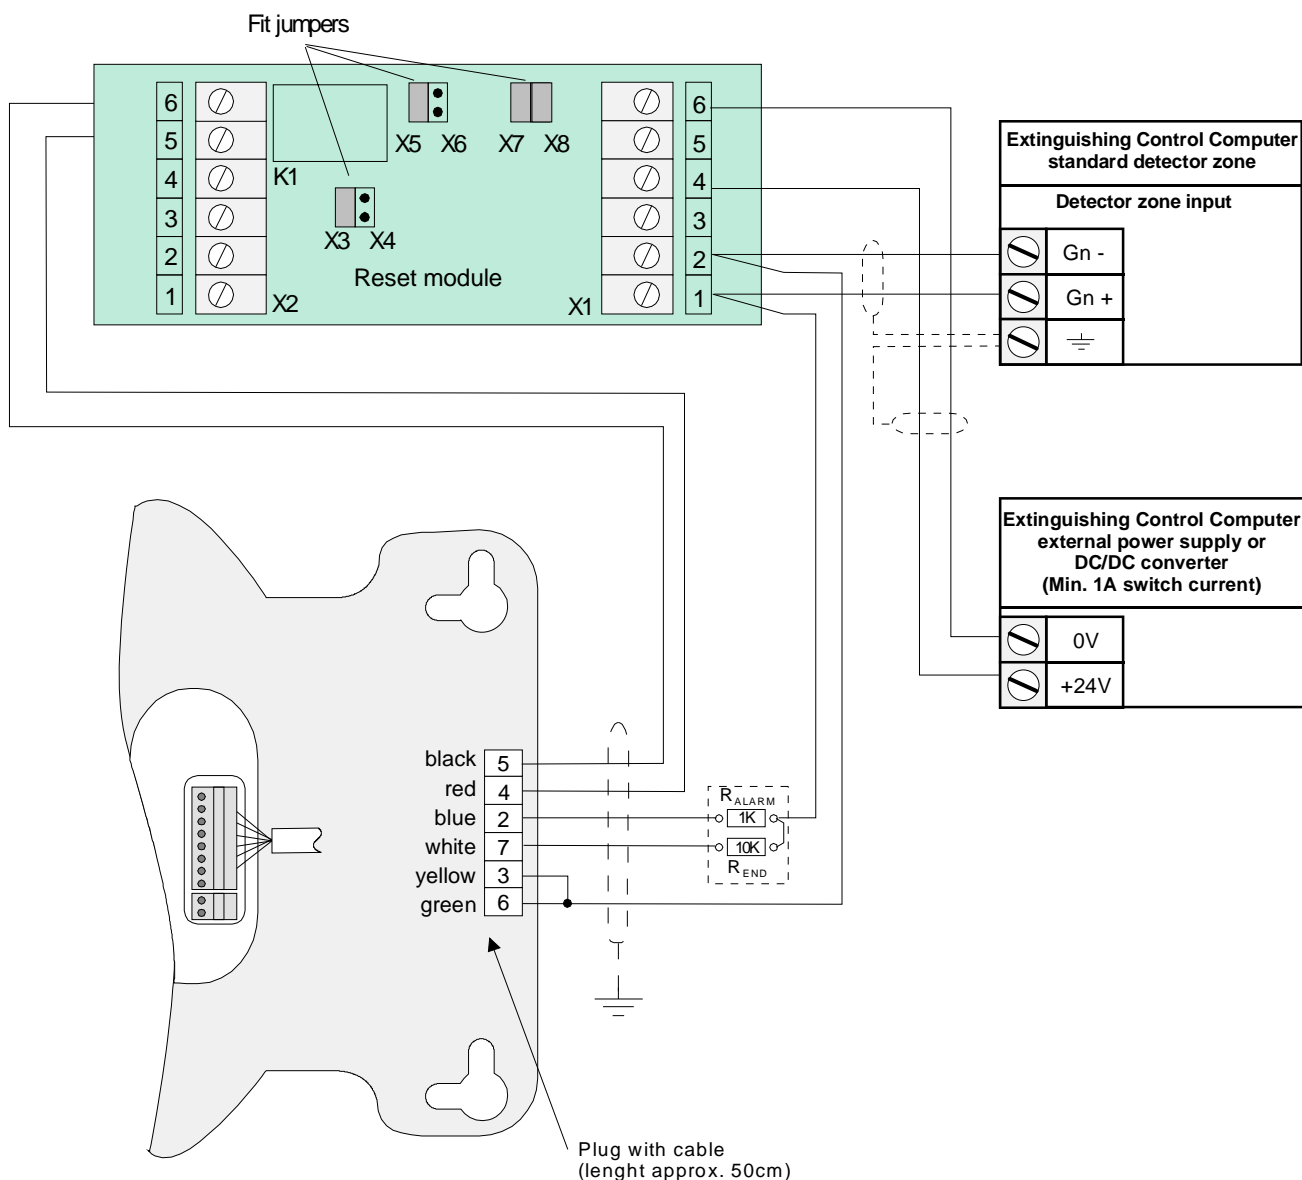 Fit jumpers
6
5
4
3
2
1
X2
K1
X5 X6
X7 X8
X3 X4
Reset module
X1
6
5
4
3
2
1
Extinguishing Control Computer
standard detector zone
Detector zone input
Gn -
Gn +
Extinguishing Control Computer
external power supply or
DC/DC converter
(Min. 1A switch current)
0V
+24V
black 5
red 4
blue 2
white 7
yellow 3
green 6
RALARM
1K
10K
REND
Plug with cable
(lenght approx. 50cm)